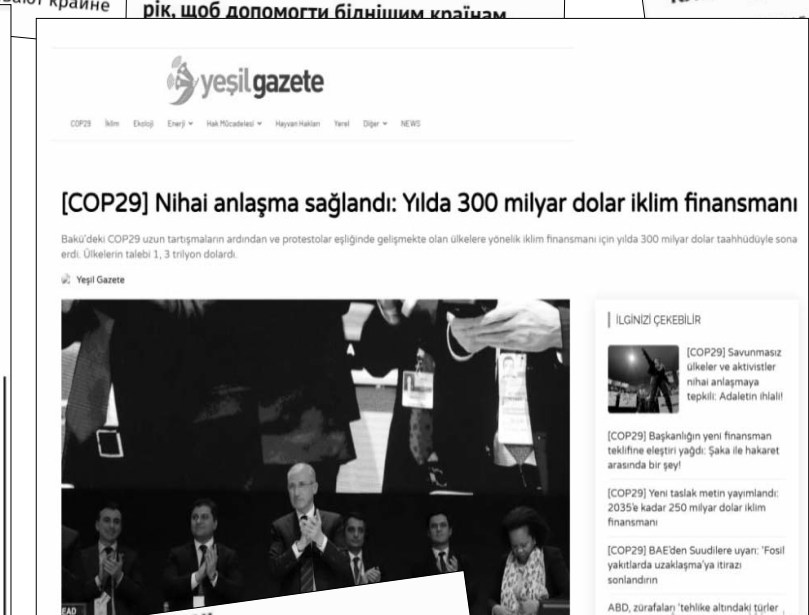 крайне
рік, щоб допомогти біднішим країнам
yeşilgazete
COP29 İklim Ekoloji Enerji Hak Mücadelesi Hayvan Hakları Yerel Diğer NEWS
[COP29] Nihai anlaşma sağlandı: Yılda 300 milyar dolar iklim finansmanı
Bakü'deki COP29 uzun tartışmaların ardından ve protestolar eşliğinde gelişmekte olan ülkelere yönelik iklim finansmanı için yılda 300 milyar dolar taahhüdüyle sona
erdi. Ülkelerin talebi 1, 3 trilyon dolardı.
Yeşil Gazete
İLGİNİZİ ÇEKEBİLİR
[COP29] Savunmasız
ülkeler ve aktivistler
nihai anlaşmaya
tepkili: Adaletin ihlali!
[COP29] Başkanlığın yeni finansman
teklifine eleştiri yağdı: Şaka ile hakaret
arasında bir şey!
[COP29] Yeni taslak metin yayımlandı:
2035'e kadar 250 milyar dolar iklim
finansmanı
[COP29] BAE'den Suudilere uyarı: 'Fosil
yakıtlarda uzaklaşma'ya itirazı
sonlandırın
ABD, zürafaları 'tehlike altındaki türler
EAD